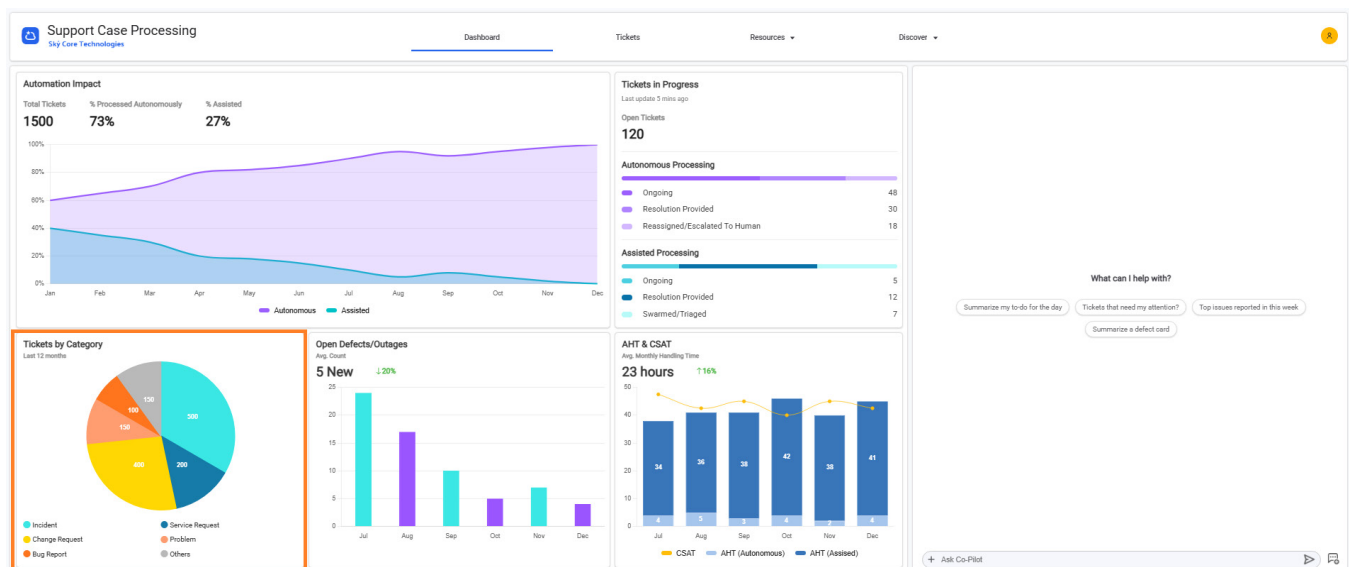 Support Case Processing
Sky Core Technologies
Dashboard
Tickets
Resources
Discover
Automation Impact
Total Tickets % Processed Autonomously % Assisted
1500 73% 27%
100%
80%
60%
40%
20%
0%
Jan Feb Mar Apr May Jun Jul Aug Sep Oct Nov Dec
Autonomous Assisted
Tickets in Progress
Last update 5 mins ago
Open Tickets
120
Autonomous Processing
Ongoing 48
Resolution Provided 30
Reassigned/Escalated To Human 18
Assisted Processing
Ongoing 5
Resolution Provided 12
Swarmed/Triaged 7
Tickets by Category
Last 12 months
150
100
500
150
400
200
Incident Service Request
Change Request Problem
Bug Report Others
Open Defects/Outages
Avg. Count
5 New ↓20%
25
20
15
10
5
0
Jul Aug Sep Oct Nov Dec
AHT & CSAT
Avg. Monthly Handling Time
23 hours ↑16%
50
40
30
20
10
0
34 36 38 42 38 41
4 5 3 4 2 4
Jul Aug Sep Oct Nov Dec
CSAT AHT (Autonomous) AHT (Assised)
What can I help with?
Summarize my to-do for the day Tickets that need my attention? Top issues reported in this week
Summarize a defect card
+ Ask Co-Pilot